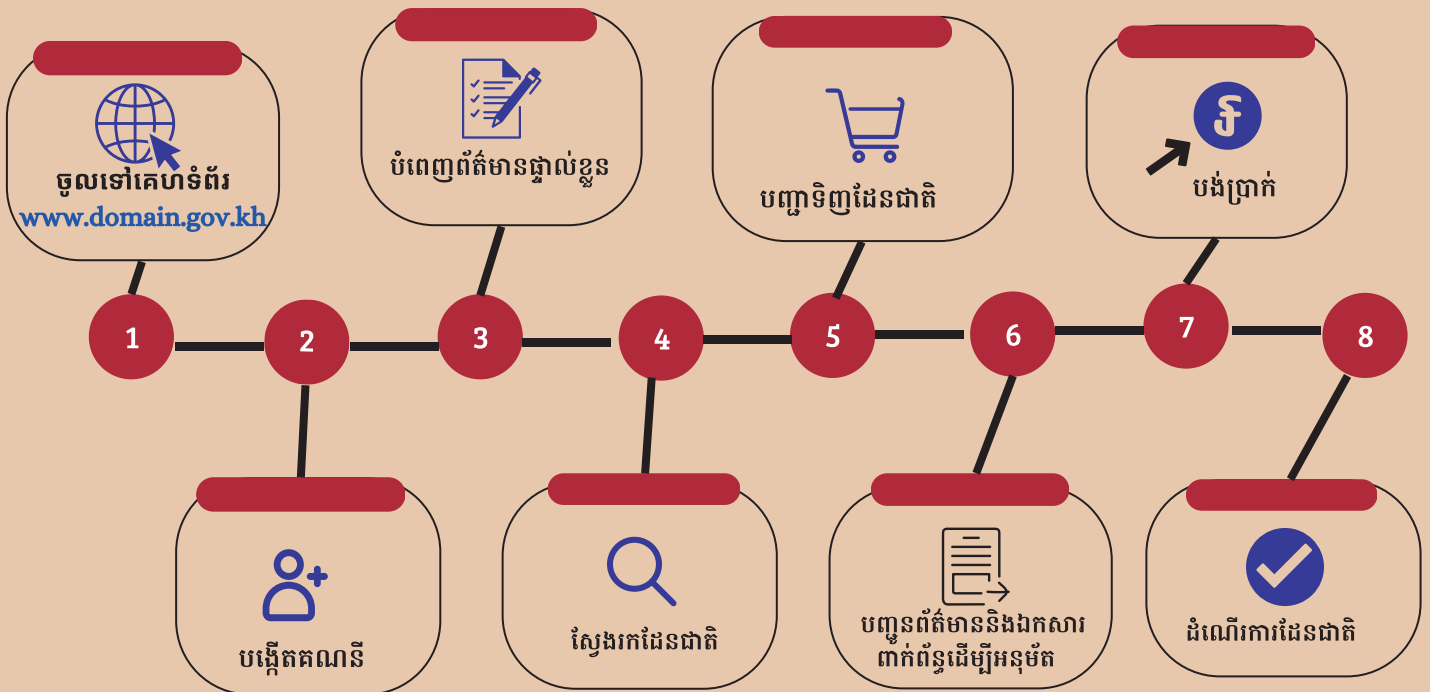 ចូលទៅគេហទំព័រ
www.domain.gov.kh
1
បង្កើតគណនី
2
បំពេញព័ត៌មានផ្ទាល់ខ្លួន
3
ស្វែងរកដែនជាតិ
4
បញ្ជាទិញដែនជាតិ
5
បញ្ជូនព័ត៌មាននិងឯកសារ
ពាក់ព័ន្ធដើម្បីអនុម័ត
6
បង់ប្រាក់
7
ដំណើរការដែនជាតិ
8